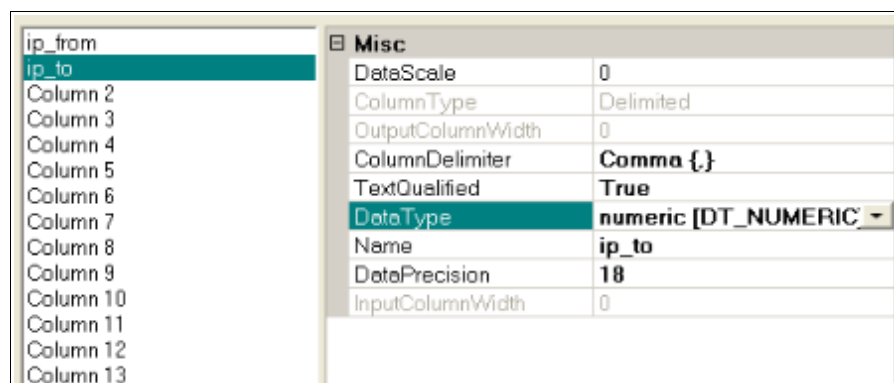 ip_from
ip_to
Column 2
Column 3
Column 4
Column 5
Column 6
Column 7
Column 8
Column 9
Column 10
Column 11
Column 12
Column 13
Misc
DataScale 0
ColumnType Delimited
OutputColumnWidth 0
ColumnDelimiter Comma {,}
TextQualified True
DataType numeric [DT_NUMERIC]
Name ip_to
DataPrecision 18
InputColumnWidth 0